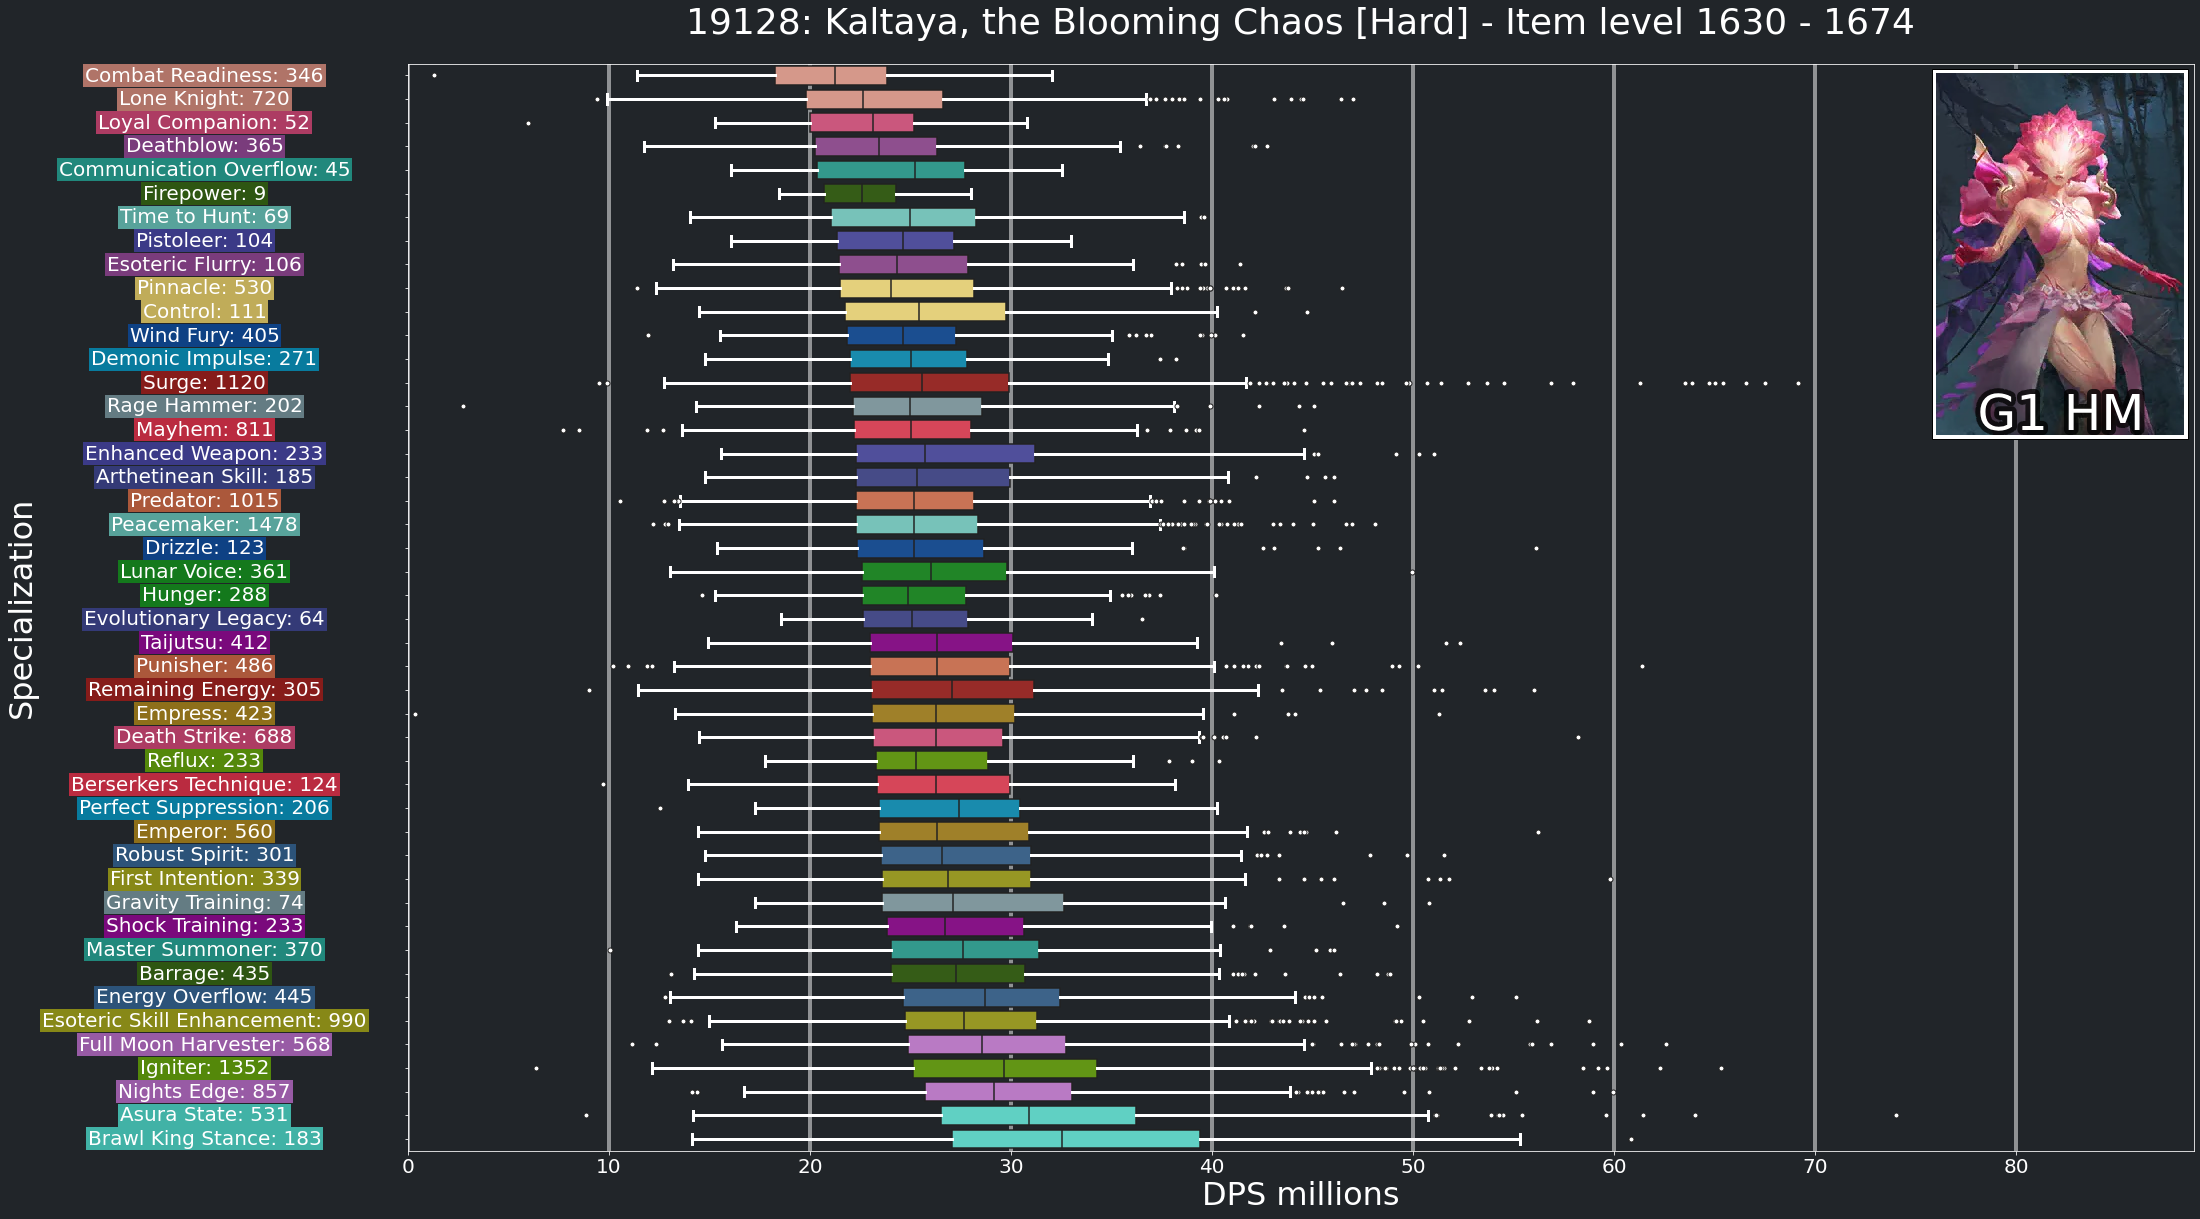 19128: Kaltaya, the Blooming Chaos [Hard] - Item level 1630 - 1674
Combat Readiness: 346
Lone Knight: 720
Loyal Companion: 52
Deathblow: 365
Communication Overflow: 45
Firepower: 9
Time to Hunt: 69
Pistoleer: 104
Esoteric Flurry: 106
Pinnacle: 530
Control: 111
Wind Fury: 405
Demonic Impulse: 271
Surge: 1120
Rage Hammer: 202
Mayhem: 811
Enhanced Weapon: 233
Arthetinean Skill: 185
Predator: 1015
Peacemaker: 1478
Drizzle: 123
Lunar Voice: 361
Hunger: 288
Evolutionary Legacy: 64
Taijutsu: 412
Punisher: 486
Remaining Energy: 305
Empress: 423
Death Strike: 688
Reflux: 233
Berserkers Technique: 124
Perfect Suppression: 206
Emperor: 560
Robust Spirit: 301
First Intention: 339
Gravity Training: 74
Shock Training: 233
Master Summoner: 370
Barrage: 435
Energy Overflow: 445
Esoteric Skill Enhancement: 990
Full Moon Harvester: 568
Igniter: 1352
Nights Edge: 857
Asura State: 531
Brawl King Stance: 183
Specialization
G1 HM
0 10 20 30 40 50 60 70 80
DPS millions